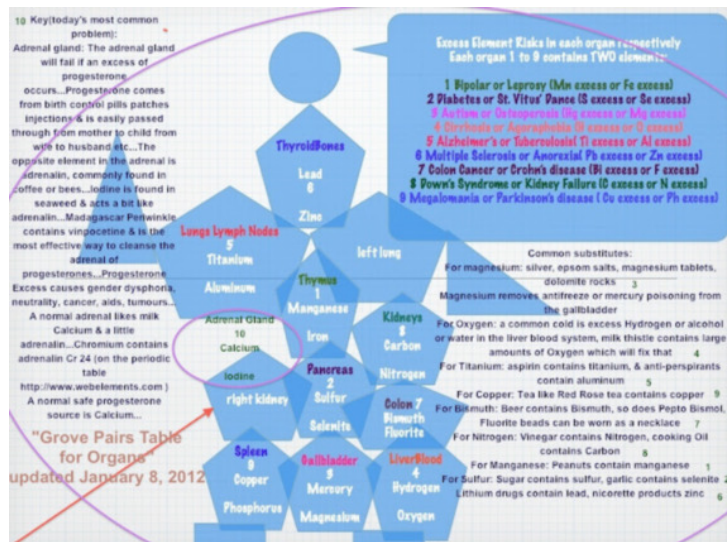 10 Key(today's most common
problem):
Adrenal gland: The adrenal gland
will fail if an excess of
progesterone
occurs...Progesterone comes
from birth control pills patches
injections & is easily passed
through from mother to child from
wife to husband etc...The
opposite element in the adrenal is
adrenalin, commonly found in
coffee or bees...Iodine is found in
seaweed & acts a bit like
adrenalin...Madagascar Periwinkle
contains vinpocetine & is the
most effective way to cleanse the
adrenal of
progesterones...Progesterone
Excess causes gender dysphoria,
neutrality, cancer, aids, tumours...
A normal adrenal likes milk
Calcium & a little
adrenalin...Chromium contains
adrenalin Cr 24 (on the periodic
table
http://www.webelements.com )
A normal safe progesterone
source is Calcium...
"Grove Pairs Table
for Organs"
updated January 8, 2012
Excess Element Risks in each organ respectively
Each organ 1 to 9 contains TWO elements:
1 Bipolar or Leprosy (Mn excess or Fe excess)
2 Diabetes or St. Vitus' Dance (S excess or Se excess)
3 Autism or Osteoporosis (Hg excess or Mg excess)
4 Cirrhosis or Agoraphobia (H excess or O excess)
5 Alzheimer's or Tuberculosis( Ti excess or Al excess)
6 Multiple Sclerosis or Anorexia( Pb excess or Zn excess)
7 Colon Cancer or Crohn's disease (Bi excess or F excess)
8 Down's Syndrome or Kidney Failure (C excess or N excess)
9 Megalomania or Parkinson's disease ( Cu excess or Ph excess)
ThyroidBones
Lead
6
Zinc
Lungs Lymph Nodes
5
Titanium
Aluminum
left lung
Thymus
1
Manganese
Iron
Adrenal Gland
10
Calcium
Iodine
Kidneys
8
Carbon
Nitrogen
Pancreas
2
Sulfur
Selenite
right kidney
Colon 7
Bismuth
Fluorite
Spleen
9
Copper
Phosphorus
Gallbladder
3
Mercury
Magnesium
LiverBlood
4
Hydrogen
Oxygen
Common substitutes:
For magnesium: silver, epsom salts, magnesium tablets,
dolomite rocks 3
Magnesium removes antifreeze or mercury poisoning from
the gallbladder
For Oxygen: a common cold is excess Hydrogen or alcohol
or water in the liver blood system, milk thistle contains large
amounts of Oxygen which will fix that 4
For Titanium: aspirin contains titanium, & anti-perspirants
contain aluminum 5
For Copper: Tea like Red Rose tea contains copper 9
For Bismuth: Beer contains Bismuth, so does Pepto Bismol,
Fluorite beads can be worn as a necklace 7
For Nitrogen: Vinegar contains Nitrogen, cooking Oil
contains Carbon 8
For Manganese: Peanuts contain manganese 1
For Sulfur: Sugar contains sulfur, garlic contains selenite 2
Lithium drugs contain lead, nicorette products zinc 6